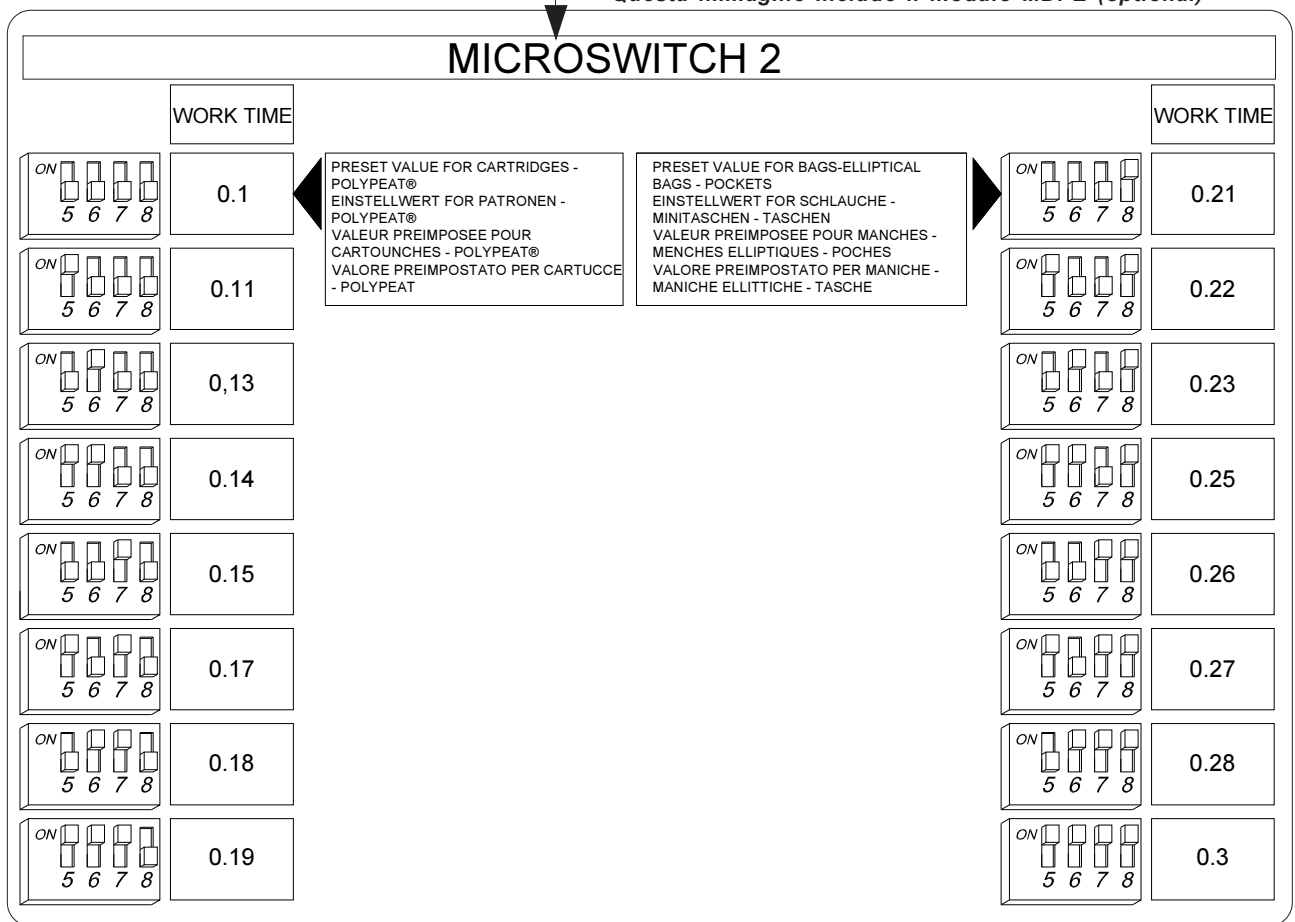 Questa immagine include il modulo MDPE (optional)
MICROSWITCH 2
WORK TIME
WORK TIME
ON
5 6 7 8
0.1
PRESET VALUE FOR CARTRIDGES -
POLYPEAT®
EINSTELLWERT FOR PATRONEN -
POLYPEAT®
VALEUR PREIMPOSEE POUR
CARTOUNCHES - POLYPEAT®
VALORE PREIMPOSTATO PER CARTUCCE
- POLYPEAT
PRESET VALUE FOR BAGS-ELLIPTICAL
BAGS - POCKETS
EINSTELLWERT FOR SCHLAUCHE -
MINITASCHEN - TASCHEN
VALEUR PREIMPOSEE POUR MANCHES -
MENCHES ELLIPTIQUES - POCHES
VALORE PREIMPOSTATO PER MANICHE -
MANICHE ELLITTICHE - TASCHE
ON
5 6 7 8
0.21
ON
5 6 7 8
0.11
ON
5 6 7 8
0.22
ON
5 6 7 8
0,13
ON
5 6 7 8
0.23
ON
5 6 7 8
0.14
ON
5 6 7 8
0.25
ON
5 6 7 8
0.15
ON
5 6 7 8
0.26
ON
5 6 7 8
0.17
ON
5 6 7 8
0.27
ON
5 6 7 8
0.18
ON
5 6 7 8
0.28
ON
5 6 7 8
0.19
ON
5 6 7 8
0.3